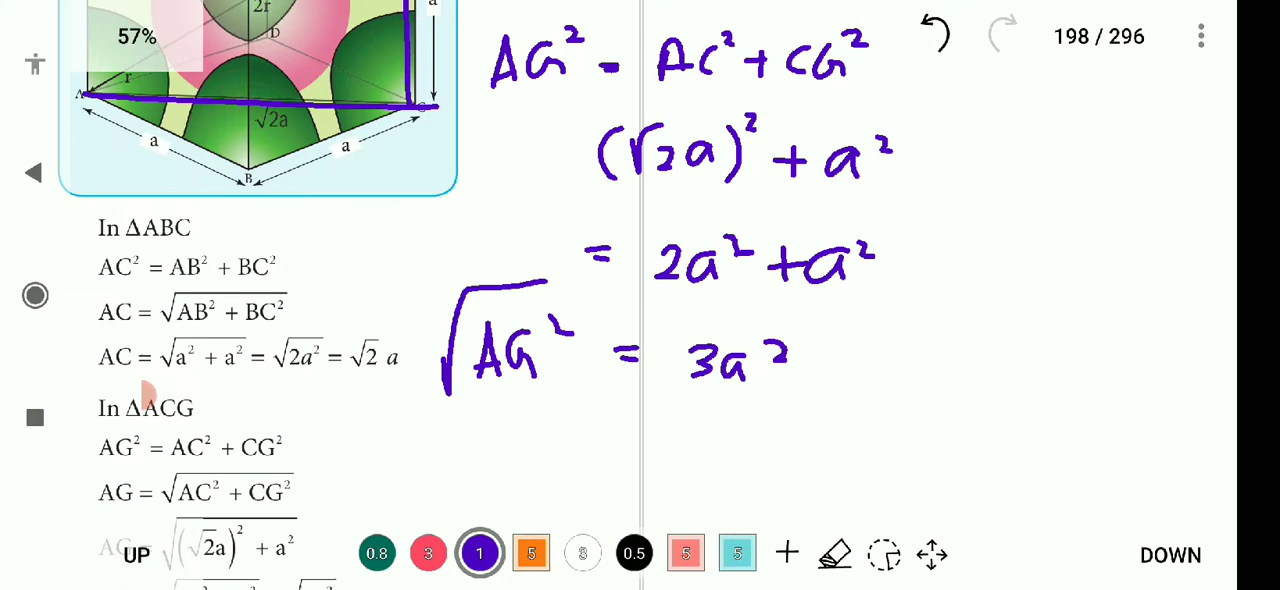 57%
2r
D
a
r
A
C
√2a
a
a
B
In ΔABC
AC² = AB² + BC²
AC = √(AB² + BC²)
AC = √(a² + a²) = √(2a²) = √2 a
In ΔACG
AG² = AC² + CG²
AG = √(AC² + CG²)
AG = √((√2a)² + a²)
UP
AG² = AC² + CG²
(√2a)² + a²
= 2a² + a²
√AG² = 3a²
198 / 296
0.8 3 1 5 3 0.5 5 5
DOWN